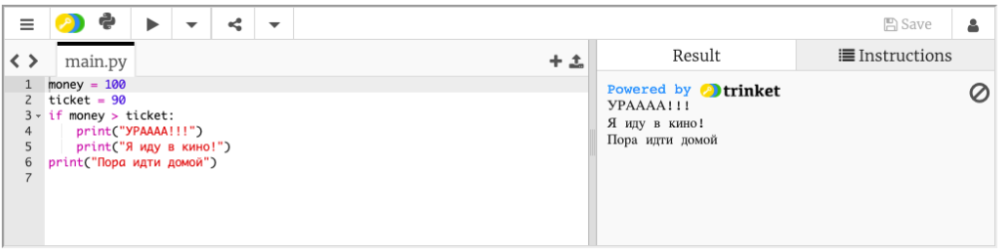 Save
main.py
Result
Instructions
1 money = 100
2 ticket = 90
3 if money > ticket:
4     print("УРАААА!!!")
5     print("Я иду в кино!")
6 print("Пора идти домой")
7
Powered by trinket
УРАААА!!!
Я иду в кино!
Пора идти домой